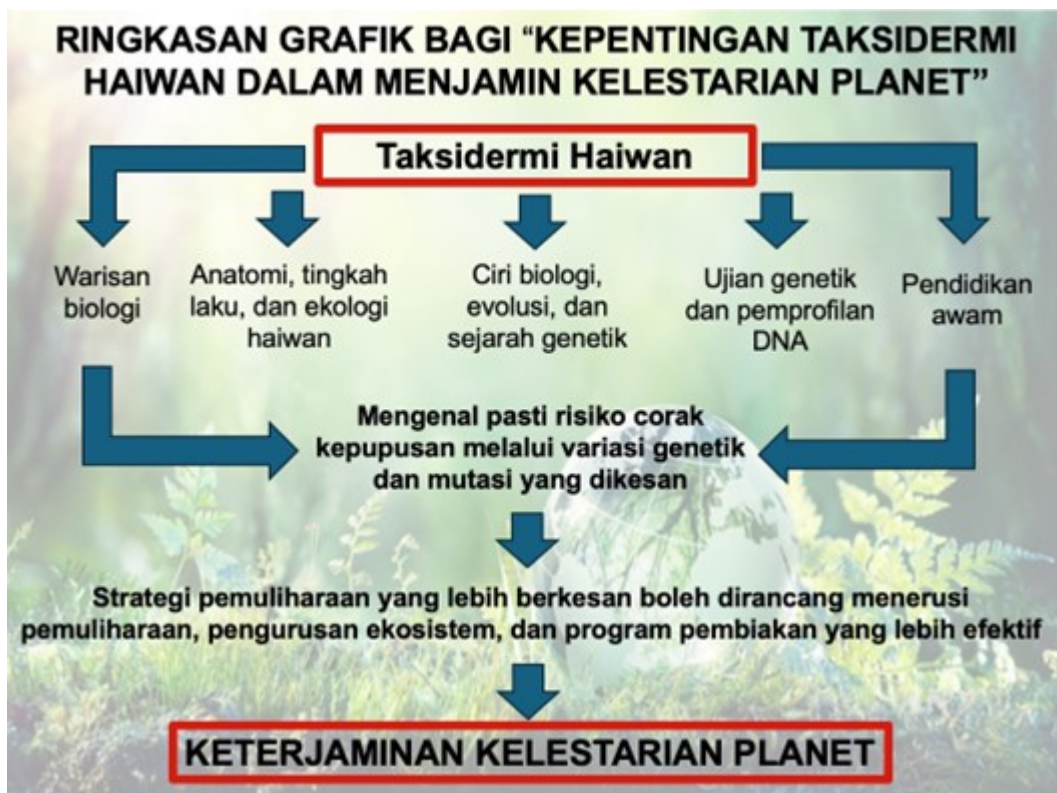 RINGKASAN GRAFIK BAGI “KEPENTINGAN TAKSIDERMI
HAIWAN DALAM MENJAMIN KELESTARIAN PLANET”
Taksidermi Haiwan
Warisan
biologi
Anatomi, tingkah
laku, dan ekologi
haiwan
Ciri biologi,
evolusi, dan
sejarah genetik
Ujian genetik
dan pemprofilan
DNA
Pendidikan
awam
Mengenal pasti risiko corak
kepupusan melalui variasi genetik
dan mutasi yang dikesan
Strategi pemuliharaan yang lebih berkesan boleh dirancang menerusi
pemuliharaan, pengurusan ekosistem, dan program pembiakan yang lebih efektif
KETERJAMINAN KELESTARIAN PLANET